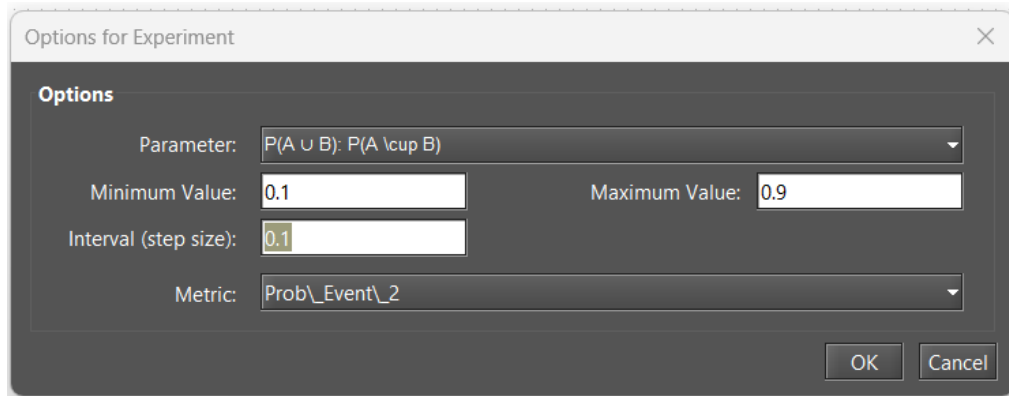 Options for Experiment
Options
Parameter: P(A ∪ B): P(A \cup B)
Minimum Value: 0.1 Maximum Value: 0.9
Interval (step size): 0.1
Metric: Prob\_Event\_2
OK Cancel